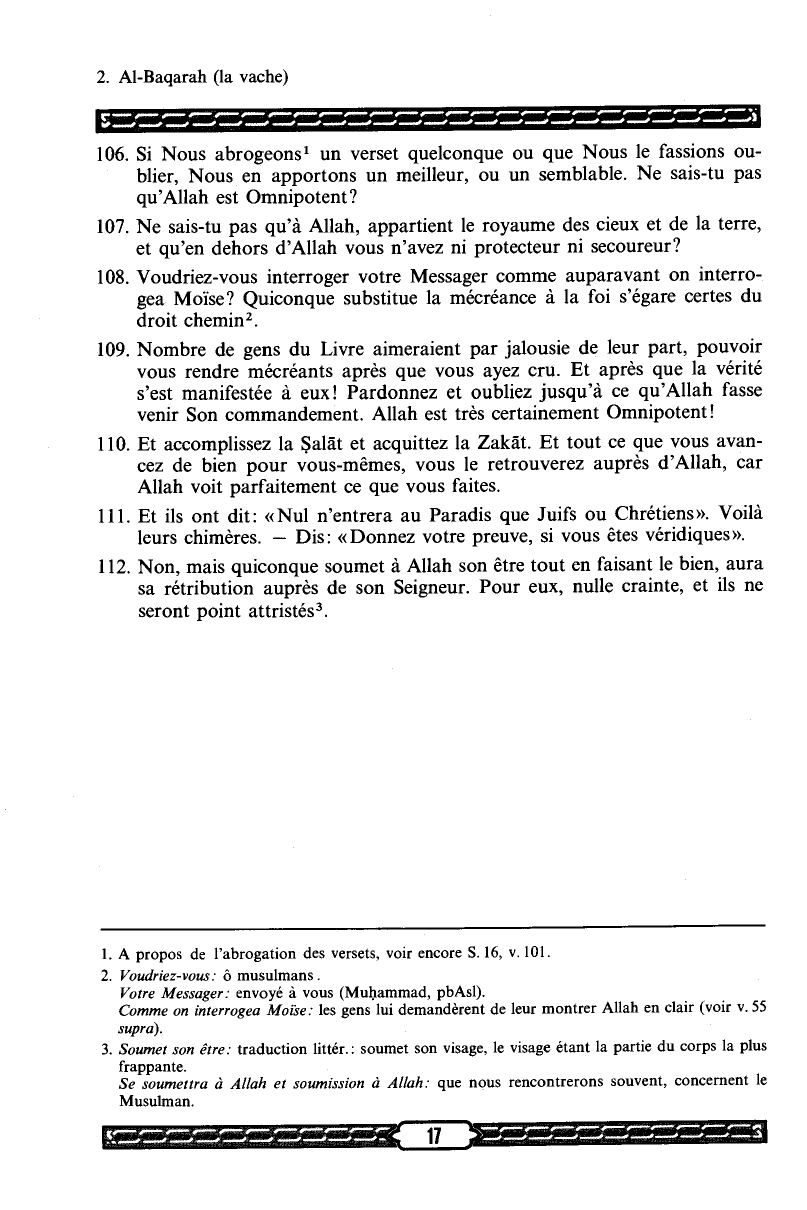 2. Al-Baqarah (la vache)
106. Si Nous abrogeons¹ un verset quelconque ou que Nous le fassions ou-
blier, Nous en apportons un meilleur, ou un semblable. Ne sais-tu pas
qu'Allah est Omnipotent?
107. Ne sais-tu pas qu'à Allah, appartient le royaume des cieux et de la terre,
et qu'en dehors d'Allah vous n'avez ni protecteur ni secoureur?
108. Voudriez-vous interroger votre Messager comme auparavant on interro-
gea Moïse? Quiconque substitue la mécréance à la foi s'égare certes du
droit chemin².
109. Nombre de gens du Livre aimeraient par jalousie de leur part, pouvoir
vous rendre mécréants après que vous ayez cru. Et après que la vérité
s'est manifestée à eux! Pardonnez et oubliez jusqu'à ce qu'Allah fasse
venir Son commandement. Allah est très certainement Omnipotent!
110. Et accomplissez la Ṣalāt et acquittez la Zakāt. Et tout ce que vous avan-
cez de bien pour vous-mêmes, vous le retrouverez auprès d'Allah, car
Allah voit parfaitement ce que vous faites.
111. Et ils ont dit: «Nul n'entrera au Paradis que Juifs ou Chrétiens». Voilà
leurs chimères. — Dis: «Donnez votre preuve, si vous êtes véridiques».
112. Non, mais quiconque soumet à Allah son être tout en faisant le bien, aura
sa rétribution auprès de son Seigneur. Pour eux, nulle crainte, et ils ne
seront point attristés³.
1. A propos de l'abrogation des versets, voir encore S. 16, v. 101.
2. Voudriez-vous: ô musulmans.
Votre Messager: envoyé à vous (Muḥammad, pbAsl).
Comme on interrogea Moïse: les gens lui demandèrent de leur montrer Allah en clair (voir v. 55
supra).
3. Soumet son être: traduction littér.: soumet son visage, le visage étant la partie du corps la plus
frappante.
Se soumettra à Allah et soumission à Allah: que nous rencontrerons souvent, concernent le
Musulman.
17